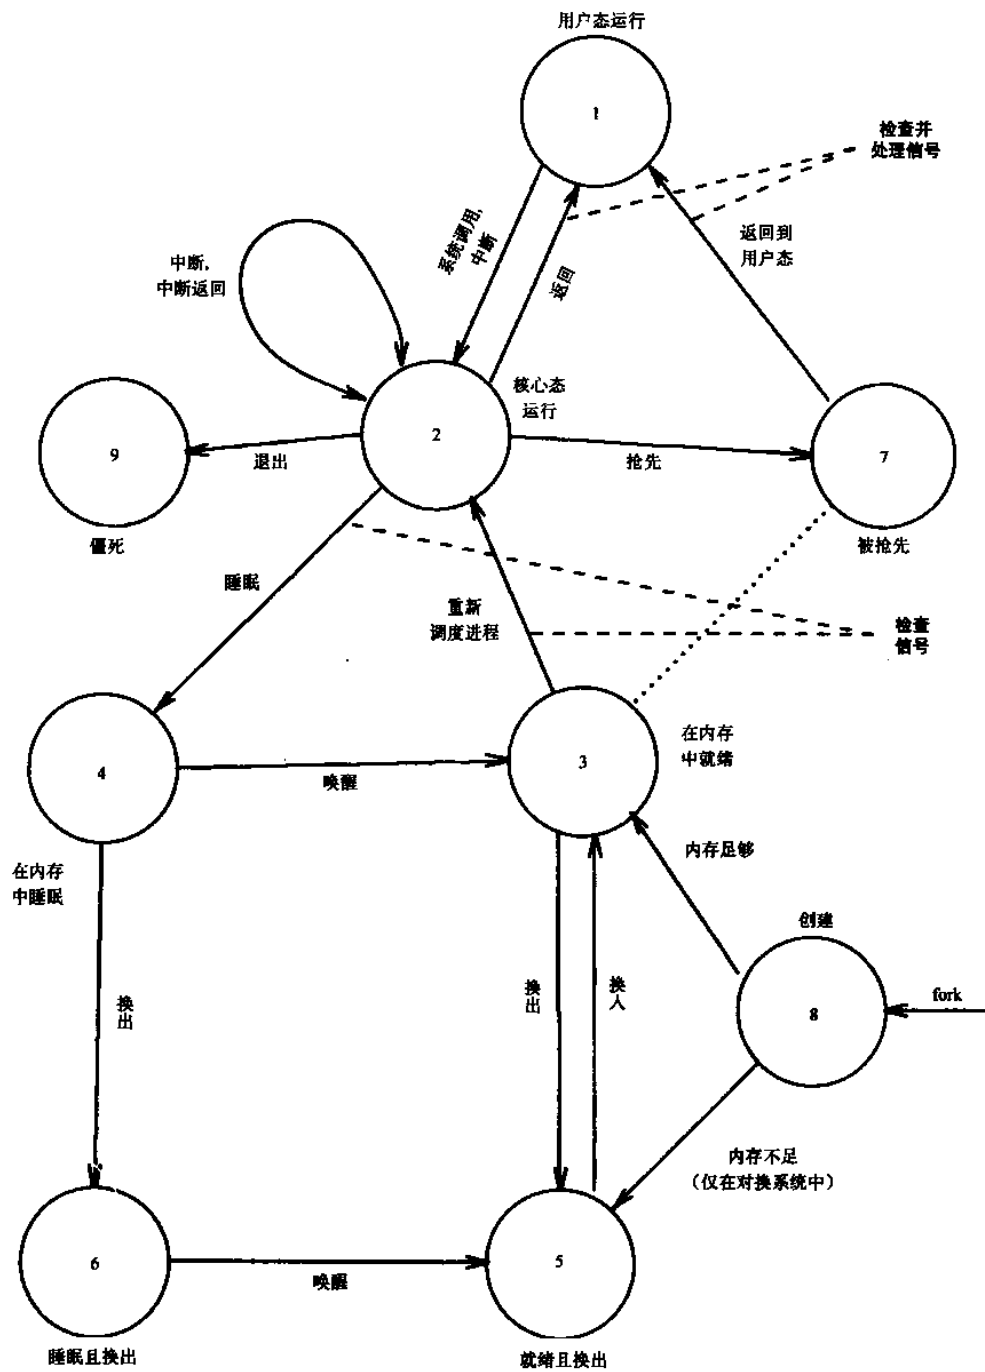 用户态运行
1
检查并
处理信号
系统调用,
中断
返回
返回到
用户态
中断,
中断返回
核心态
运行
2
9
退出
抢先
7
僵死
被抢先
睡眠
重新
调度进程
检查
信号
4
唤醒
3
在内存
中就绪
在内存
中睡眠
内存足够
创建
换出
换出
换入
8
fork
内存不足
(仅在对换系统中)
6
唤醒
5
睡眠且换出
就绪且换出